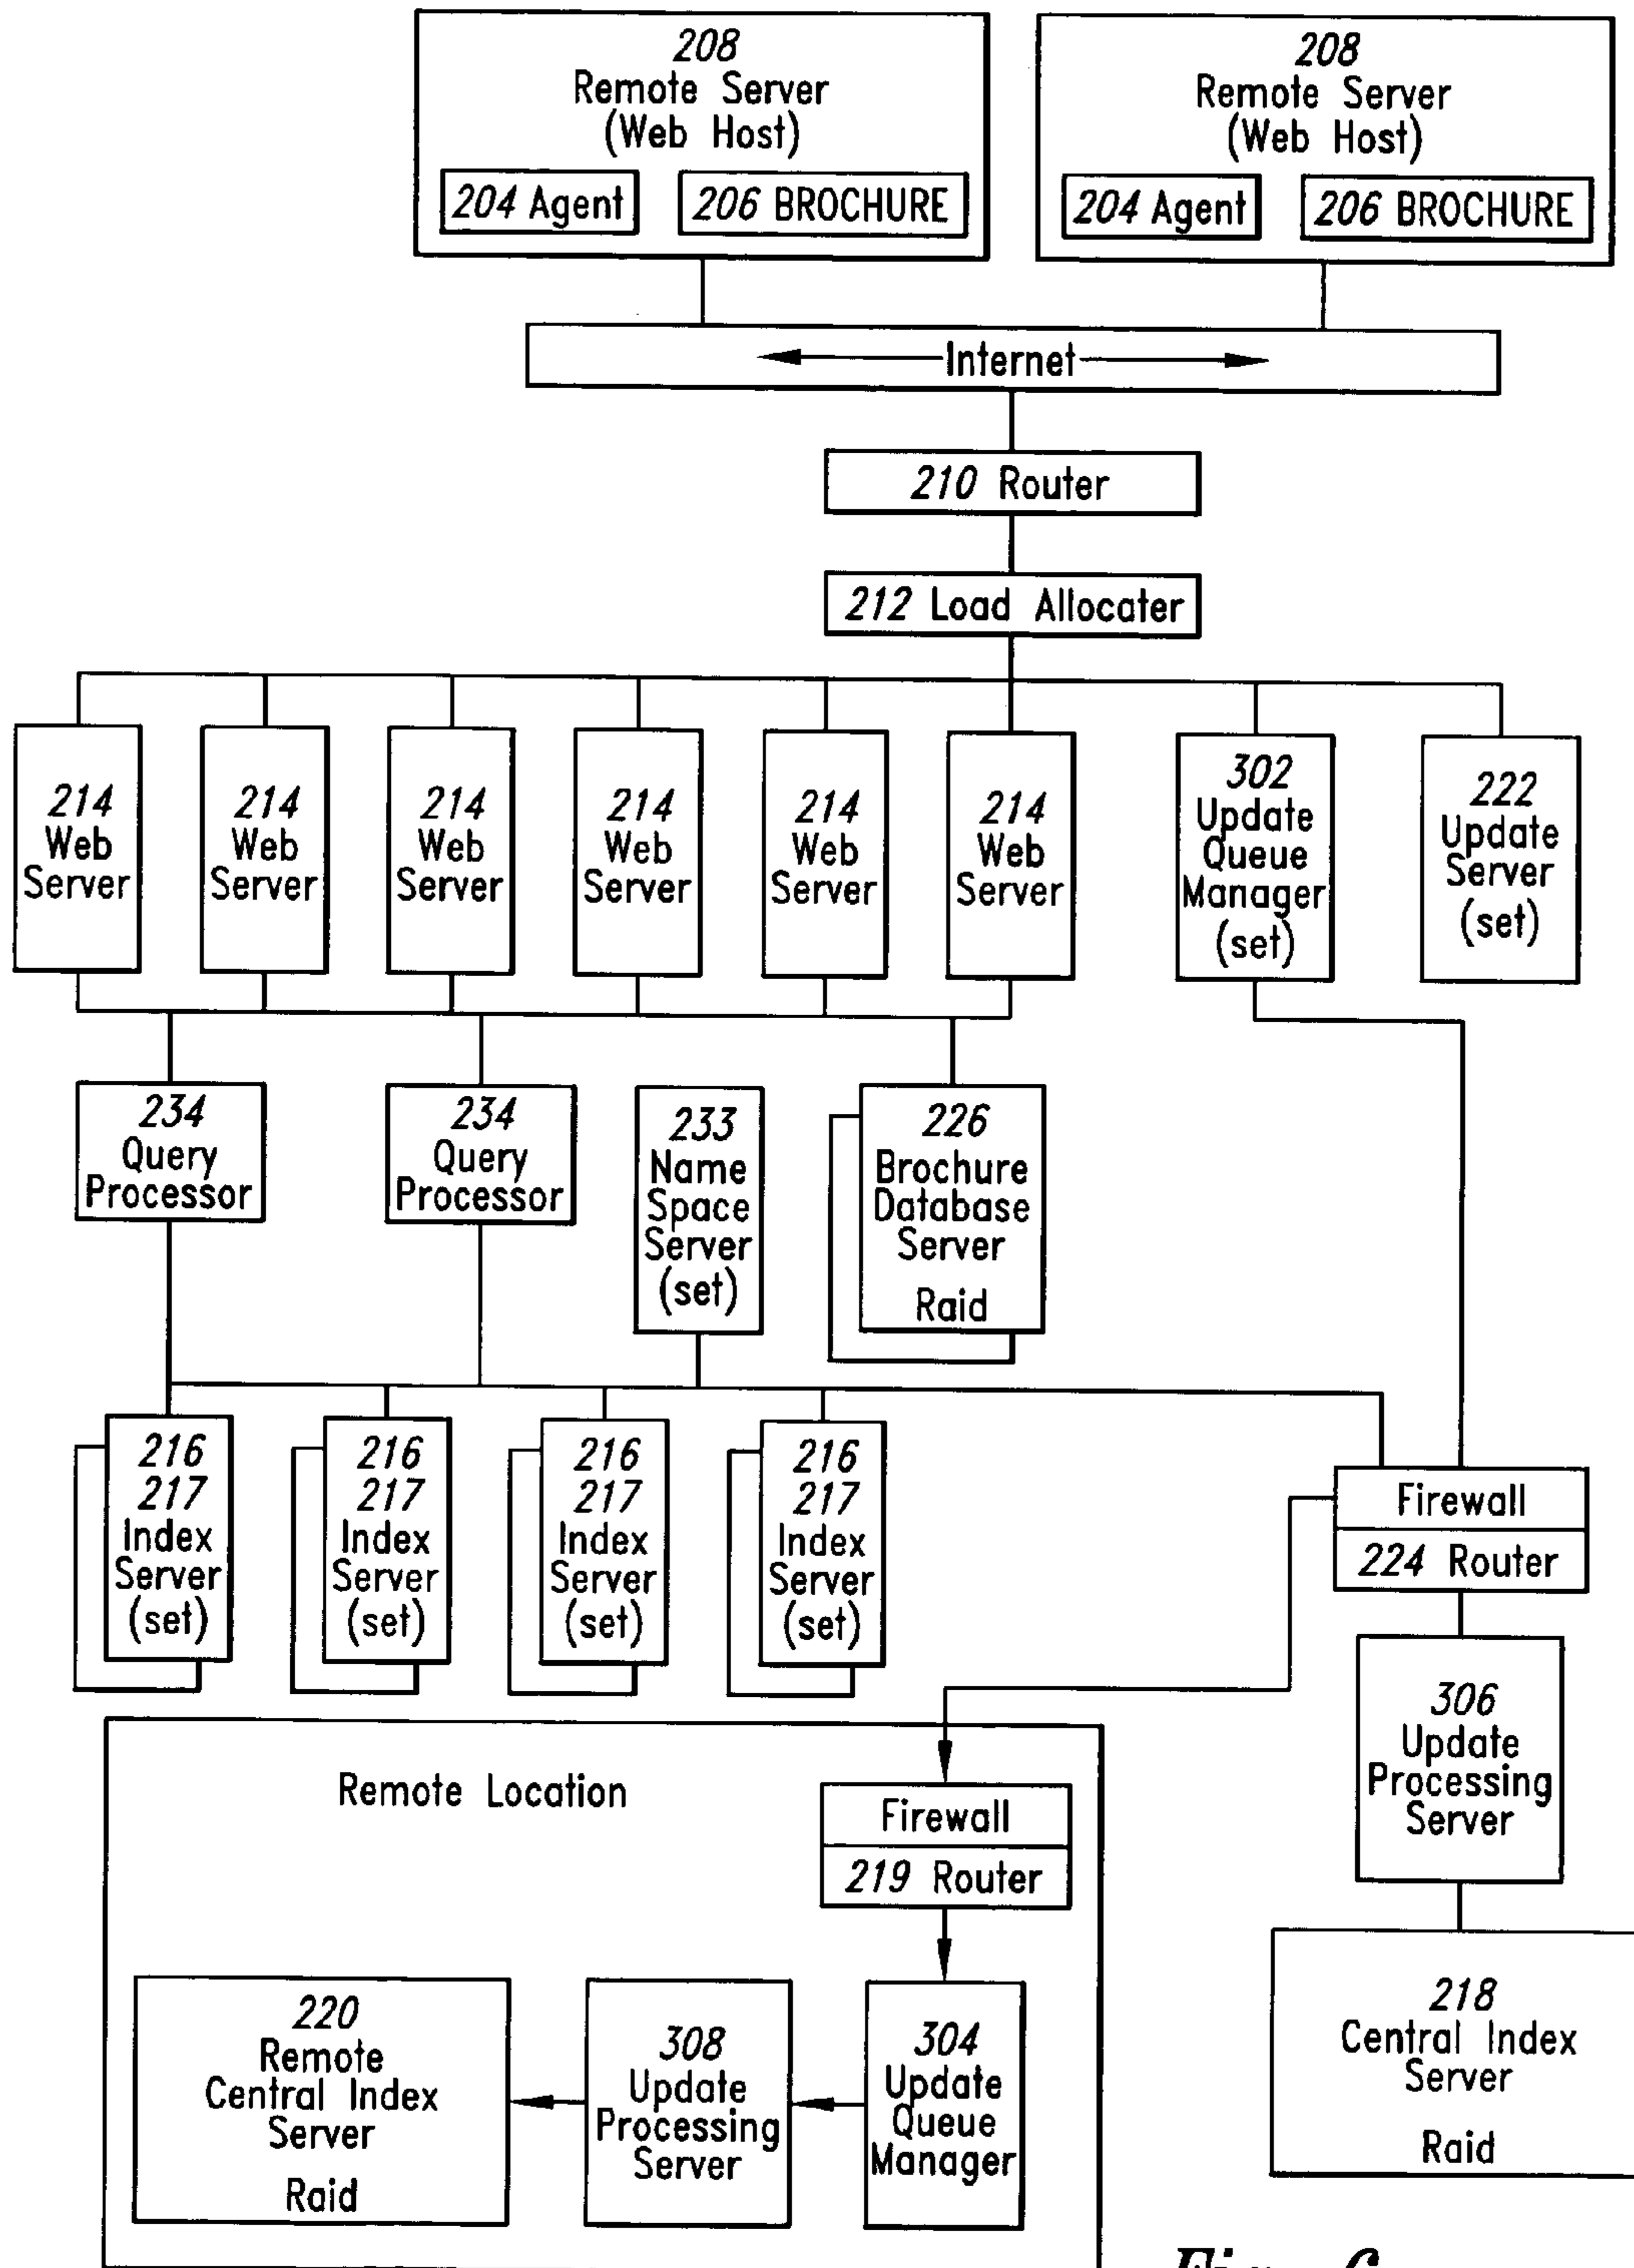 208
Remote Server
(Web Host)
204 Agent
206 BROCHURE
208
Remote Server
(Web Host)
204 Agent
206 BROCHURE
Internet
210 Router
212 Load Allocater
214
Web
Server
214
Web
Server
214
Web
Server
214
Web
Server
214
Web
Server
214
Web
Server
302
Update
Queue
Manager
(set)
222
Update
Server
(set)
234
Query
Processor
234
Query
Processor
233
Name
Space
Server
(set)
226
Brochure
Database
Server
Raid
216
217
Index
Server
(set)
216
217
Index
Server
(set)
216
217
Index
Server
(set)
216
217
Index
Server
(set)
Firewall
224 Router
306
Update
Processing
Server
218
Central Index
Server
Raid
Remote Location
Firewall
219 Router
304
Update
Queue
Manager
308
Update
Processing
Server
220
Remote
Central Index
Server
Raid